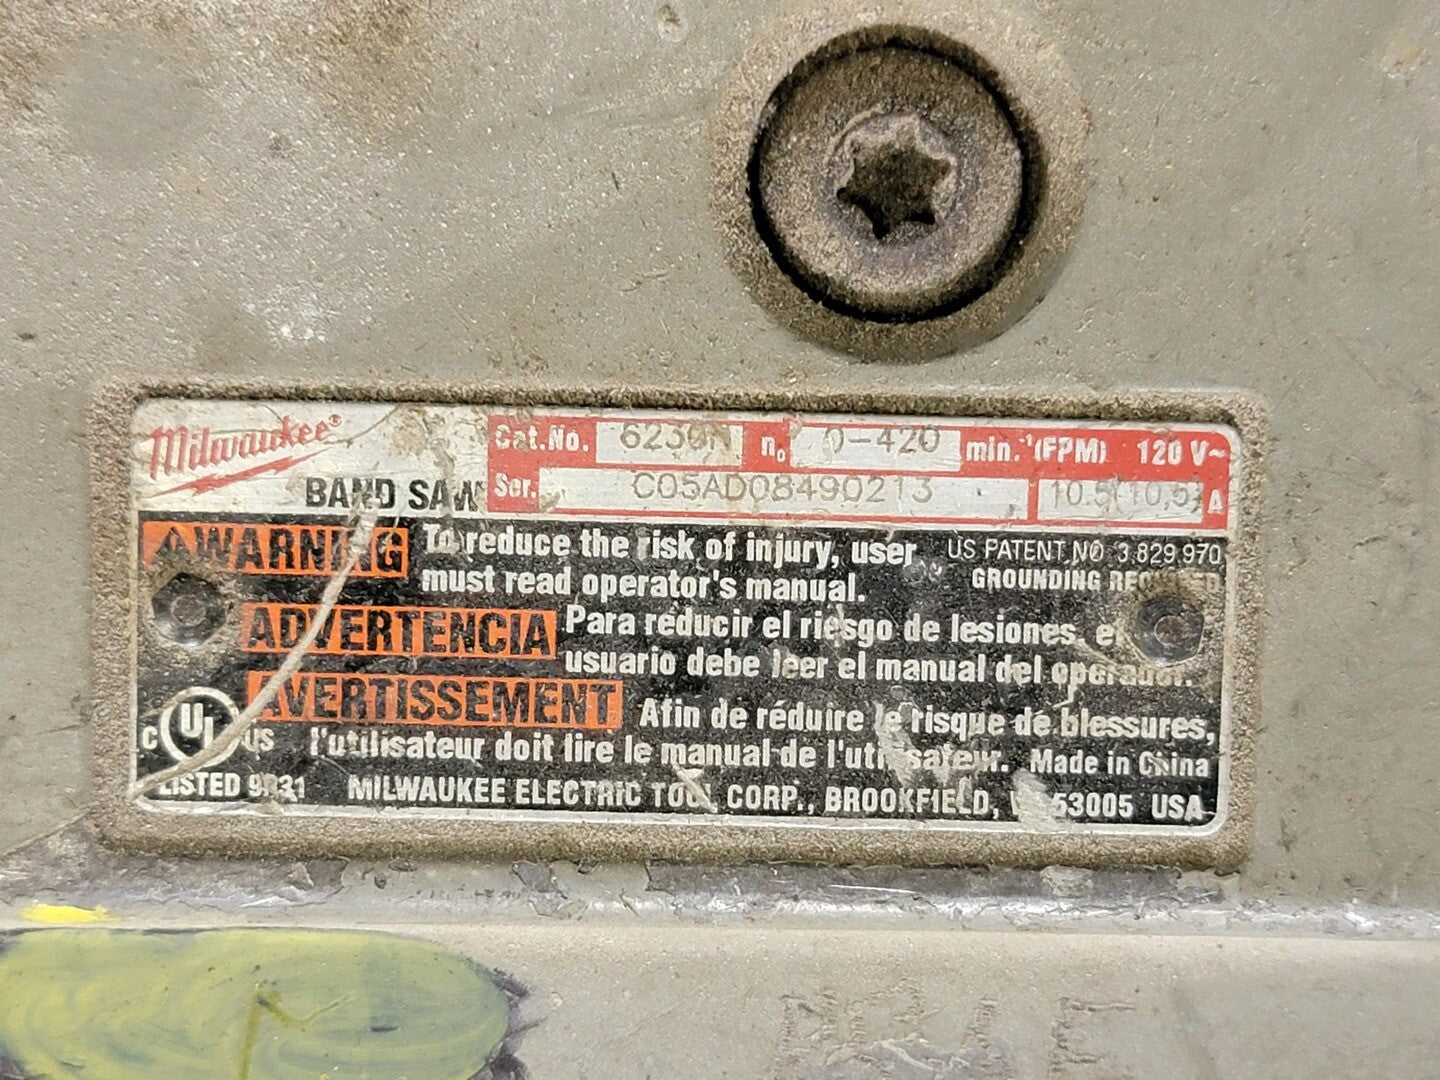 Milwaukee®
BAND SAW
Cat.No. 6230N n₀ 0-420 min.⁻¹(FPM) 120 V~
Ser. C05AD08490213 10.5(10,5) A
WARNING To reduce the risk of injury, user must read operator's manual.
US PATENT NO 3,829,970
GROUNDING REQUIRED
ADVERTENCIA Para reducir el riesgo de lesiones, el
usuario debe leer el manual del operador.
AVERTISSEMENT Afin de réduire le risque de blessures,
l'utilisateur doit lire le manual de l'utilisateur. Made in China
C UL US
LISTED 9R31 MILWAUKEE ELECTRIC TOOL CORP., BROOKFIELD, 53005 USA